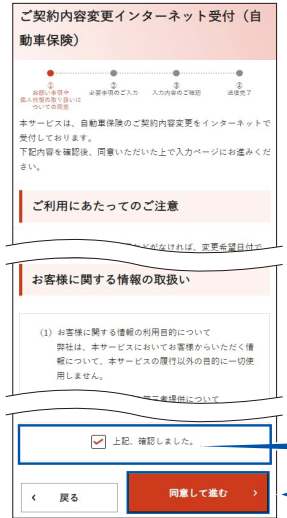 ご契約内容変更インターネット受付（自
動車保険）
①
お願い事項や
個人情報の取り扱いに
ついての同意
②
必要事項のご入力
③
入力内容のご確認
④
送信完了
本サービスは、自動車保険のご契約内容変更をインターネットで
受付しております。
下記内容を確認後、同意いただいた上で入力ページにお進みくだ
さい。
ご利用にあたってのご注意
などがなければ、変更希望日付で
お客様に関する情報の取扱い
(1) お客様に関する情報の利用目的について
弊社は、本サービスにおいてお客様からいただく情
報について、本サービスの履行以外の目的に一切使
用しません。
第三者提供について
上記、確認しました。
‹ 戻る
同意して進む ›